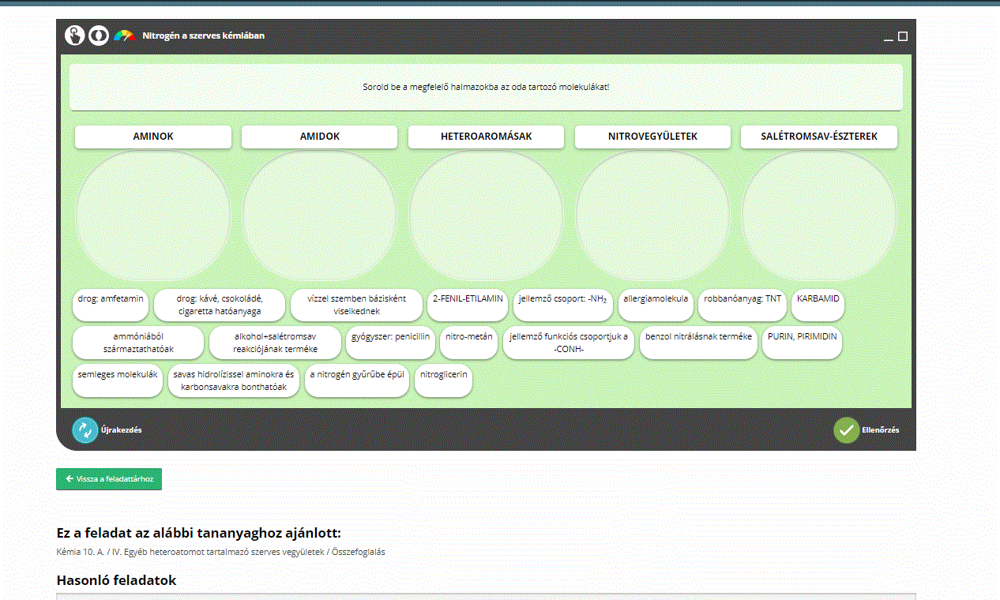 Nitrogén a szerves kémiában
Sorold be a megfelelő halmazokba az oda tartozó molekulákat!
AMINOK
AMIDOK
HETEROAROMÁSAK
NITROVEGYÜLETEK
SALÉTROMSAV-ÉSZTEREK
drog: amfetamin
drog: kávé, csokoládé,
cigaretta hatóanyaga
vízzel szemben bázisként
viselkednek
2-FENIL-ETILAMIN
jellemző csoport: -NH₂
allergiamolekula
robbanóanyag: TNT
KARBAMID
ammóniából
származtathatóak
alkohol+salétromsav
reakciójának terméke
gyógyszer: penicillin
nitro-metán
jellemző funkciós csoportjuk a
-CONH-
benzol nitrálásnak terméke
PURIN, PIRIMIDIN
semleges molekulák
savas hidrolízissel aminokra és
karbonsavakra bonthatóak
a nitrogén gyűrűbe épül
nitroglicerin
Újrakezdés
Ellenőrzés
Vissza a feladattárhoz
Ez a feladat az alábbi tananyaghoz ajánlott:
Kémia 10. A. / IV. Egyéb heteroatomot tartalmazó szerves vegyületek / Összefoglalás
Hasonló feladatok